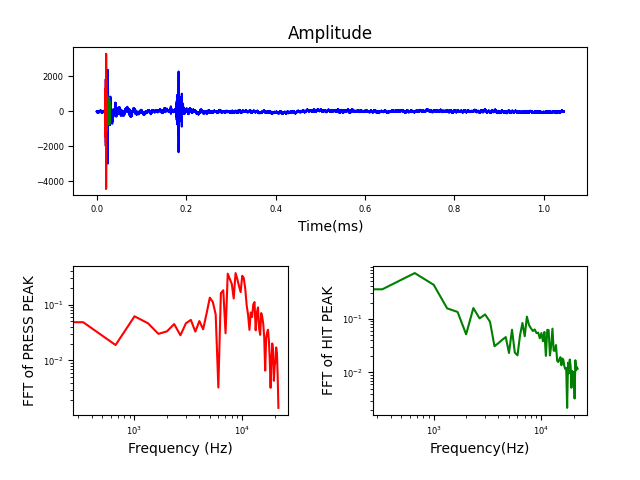 Amplitude
2000
0
−2000
−4000
0.0 0.2 0.4 0.6 0.8 1.0
Time(ms)
FFT of PRESS PEAK
10⁻¹
10⁻²
10³ 10⁴
Frequency (Hz)
FFT of HIT PEAK
10⁻¹
10⁻²
10³ 10⁴
Frequency(Hz)